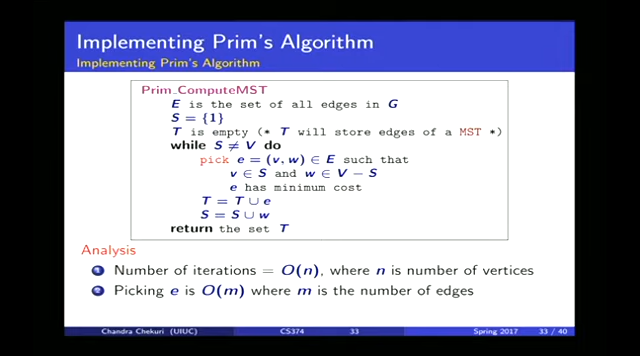 Implementing Prim's Algorithm
Implementing Prim's Algorithm
Prim_ComputeMST
E is the set of all edges in G
S = {1}
T is empty (* T will store edges of a MST *)
while S ≠ V do
pick e = (v, w) ∈ E such that
v ∈ S and w ∈ V − S
e has minimum cost
T = T ∪ e
S = S ∪ w
return the set T
Analysis
1 Number of iterations = O(n), where n is number of vertices
2 Picking e is O(m) where m is the number of edges
Chandra Chekuri (UIUC) CS374 33 Spring 2017 33 / 40